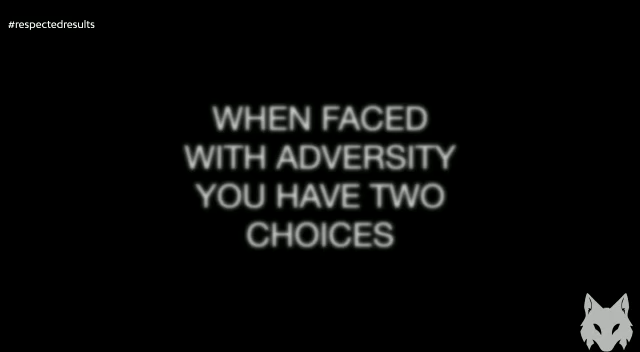 #respectedresults
WHEN FACED
WITH ADVERSITY
YOU HAVE TWO
CHOICES